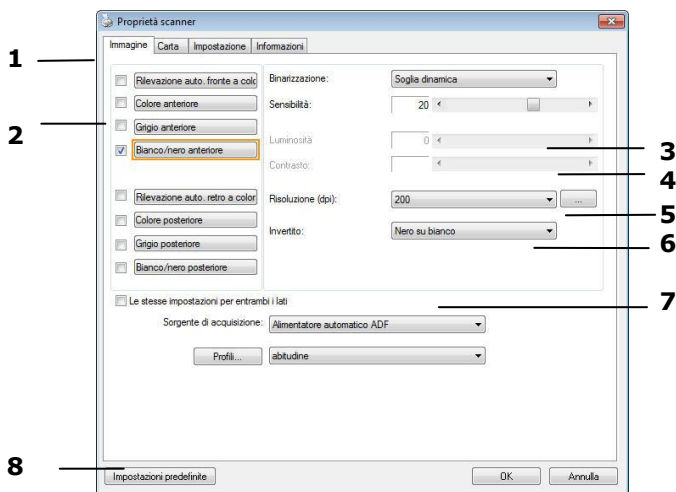 Proprietà scanner
Immagine Carta Impostazione Informazioni
1
Rilevazione auto. fronte a colo
Binarizzazione: Soglia dinamica
Colore anteriore
Sensibilità: 20
2
Grigio anteriore
Luminosità 0
3
Bianco/nero anteriore
Contrasto:
4
Rilevazione auto. retro a color
Risoluzione (dpi): 200 ...
5
Colore posteriore
Invertito: Nero su bianco
6
Grigio posteriore
Bianco/nero posteriore
7
Le stesse impostazioni per entrambi i lati
Sorgente di acquisizione: Alimentatore automatico ADF
Profili... abitudine
8
Impostazioni predefinite OK Annulla